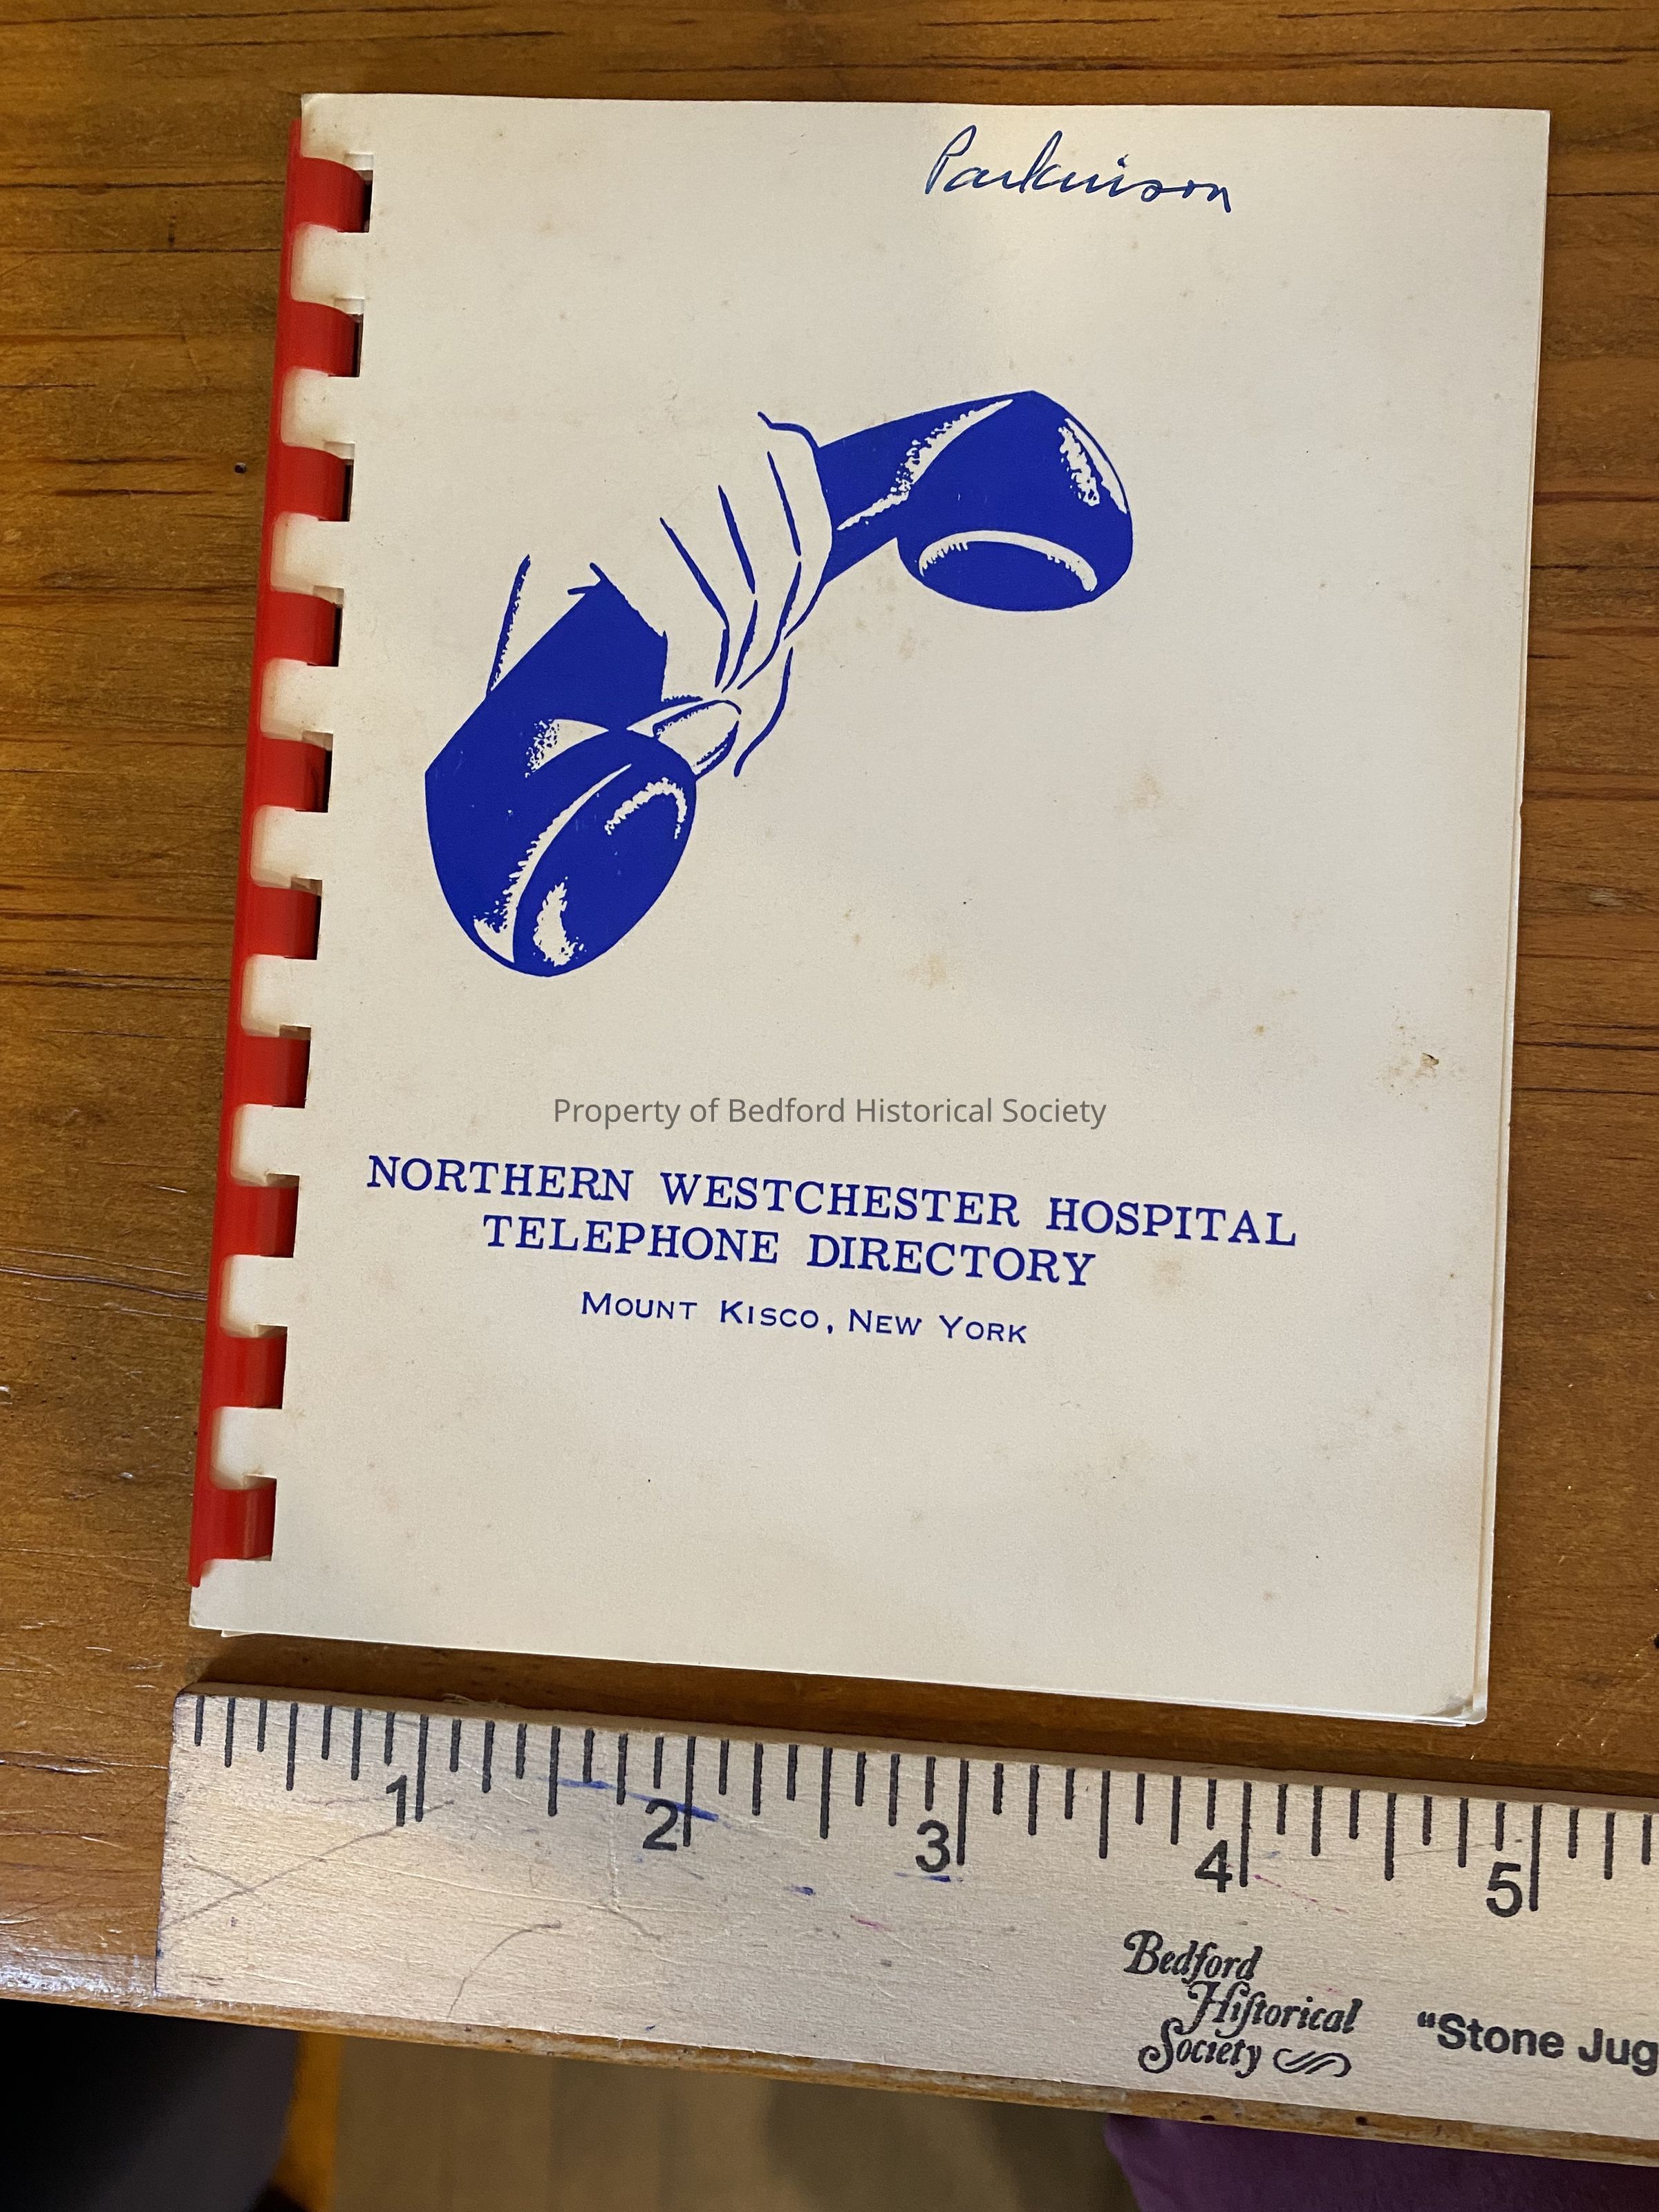 Parkinson
Property of Bedford Historical Society
NORTHERN WESTCHESTER HOSPITAL
TELEPHONE DIRECTORY
MOUNT KISCO, NEW YORK
1 2 3 4 5
Bedford
Historical
Society
"Stone Jug